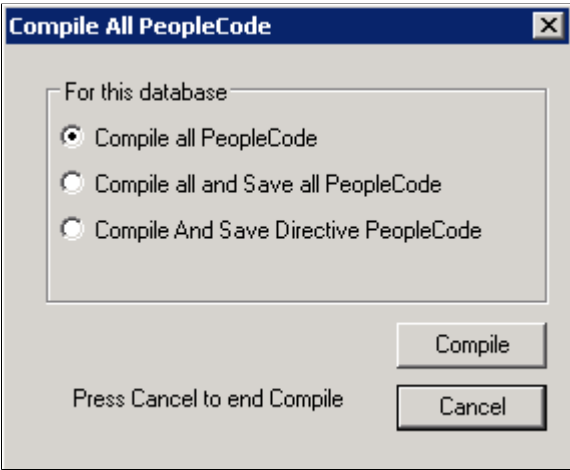 Compile All PeopleCode
For this database
Compile all PeopleCode
Compile all and Save all PeopleCode
Compile And Save Directive PeopleCode
Compile
Press Cancel to end Compile
Cancel